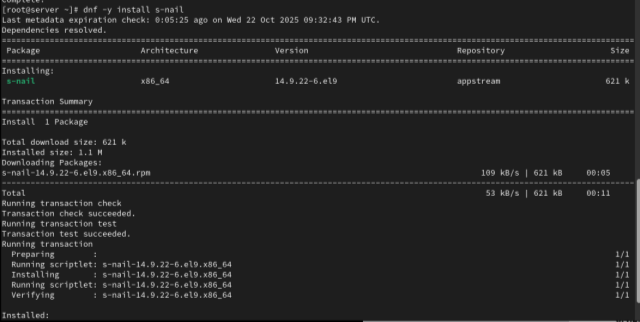 Complete!
[root@server ~]# dnf -y install s-nail
Last metadata expiration check: 0:05:25 ago on Wed 22 Oct 2025 09:32:43 PM UTC.
Dependencies resolved.
Package Architecture Version Repository Size
Installing:
s-nail x86_64 14.9.22-6.el9 appstream 621 k
Transaction Summary
Install 1 Package
Total download size: 621 k
Installed size: 1.1 M
Downloading Packages:
s-nail-14.9.22-6.el9.x86_64.rpm 109 kB/s | 621 kB 00:05
Total 53 kB/s | 621 kB 00:11
Running transaction check
Transaction check succeeded.
Running transaction test
Transaction test succeeded.
Running transaction
Preparing : 1/1
Running scriptlet: s-nail-14.9.22-6.el9.x86_64 1/1
Installing : s-nail-14.9.22-6.el9.x86_64 1/1
Running scriptlet: s-nail-14.9.22-6.el9.x86_64 1/1
Verifying : s-nail-14.9.22-6.el9.x86_64 1/1
Installed: